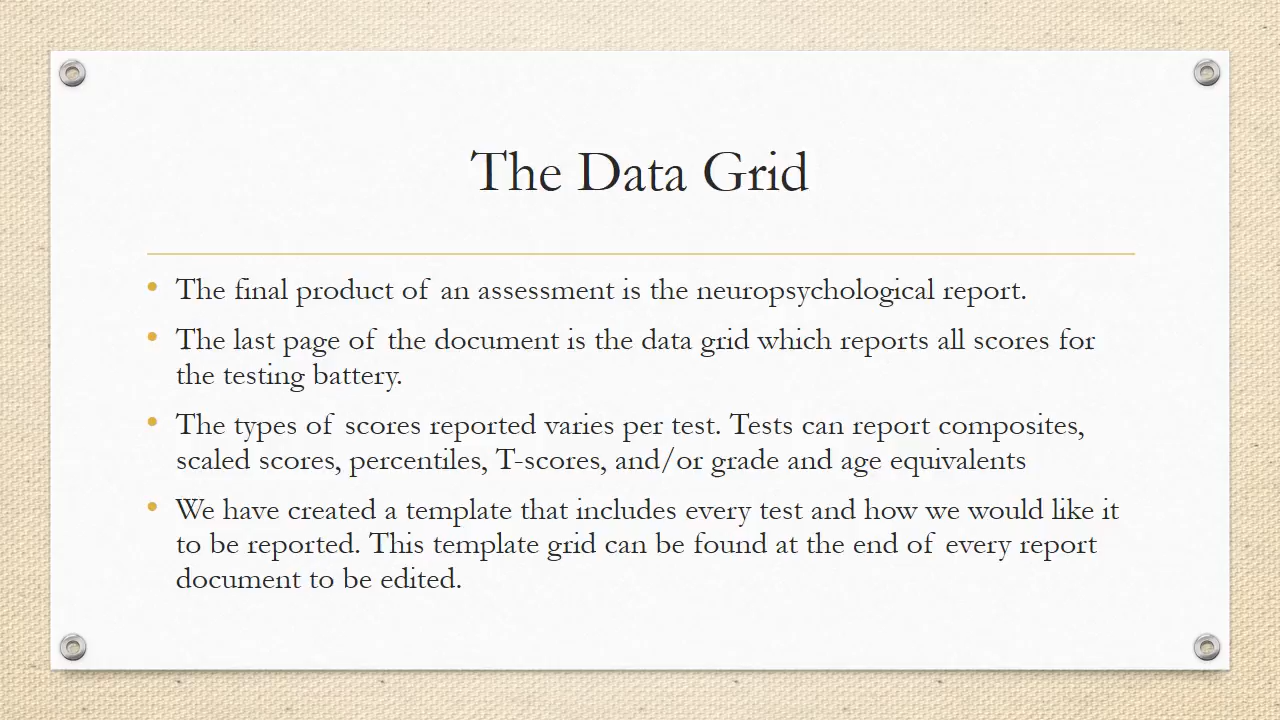 The Data Grid
• The final product of an assessment is the neuropsychological report.
• The last page of the document is the data grid which reports all scores for
the testing battery.
• The types of scores reported varies per test. Tests can report composites,
scaled scores, percentiles, T-scores, and/or grade and age equivalents
• We have created a template that includes every test and how we would like it
to be reported. This template grid can be found at the end of every report
document to be edited.